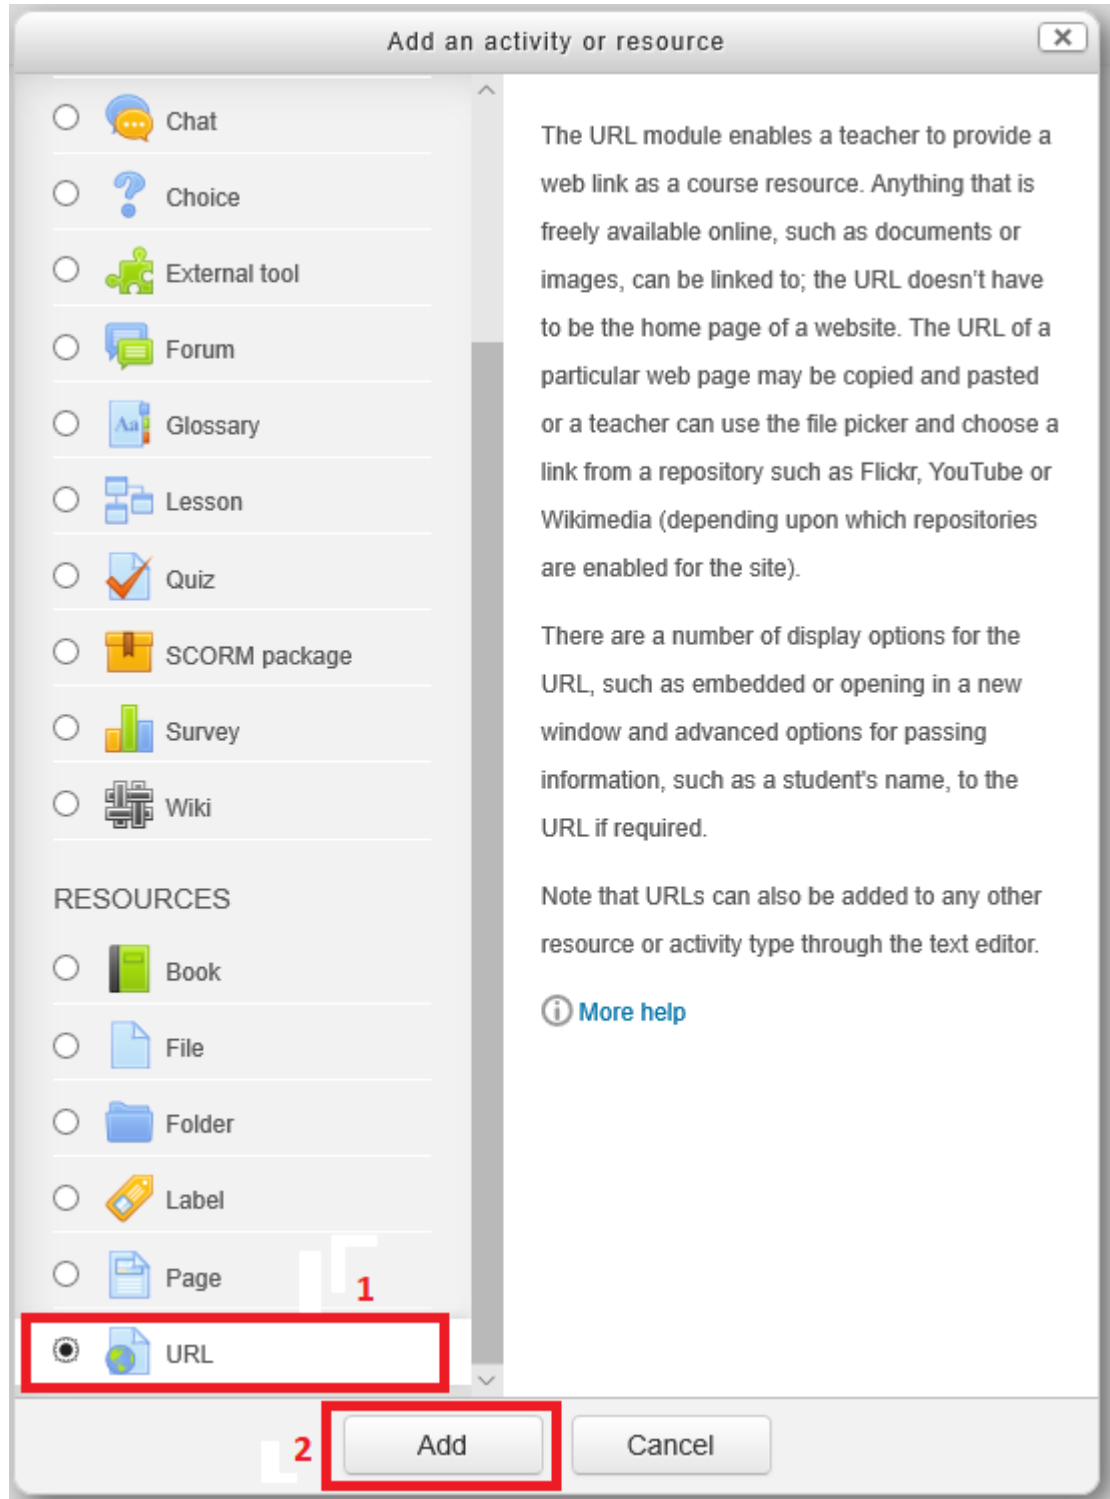 Add an activity or resource
Chat
Choice
External tool
Forum
Aa
Glossary
Lesson
Quiz
SCORM package
Survey
Wiki
RESOURCES
Book
File
Folder
Label
Page
1
URL
The URL module enables a teacher to provide a
web link as a course resource. Anything that is
freely available online, such as documents or
images, can be linked to; the URL doesn't have
to be the home page of a website. The URL of a
particular web page may be copied and pasted
or a teacher can use the file picker and choose a
link from a repository such as Flickr, YouTube or
Wikimedia (depending upon which repositories
are enabled for the site).
There are a number of display options for the
URL, such as embedded or opening in a new
window and advanced options for passing
information, such as a student's name, to the
URL if required.
Note that URLs can also be added to any other
resource or activity type through the text editor.
More help
2
Add
Cancel